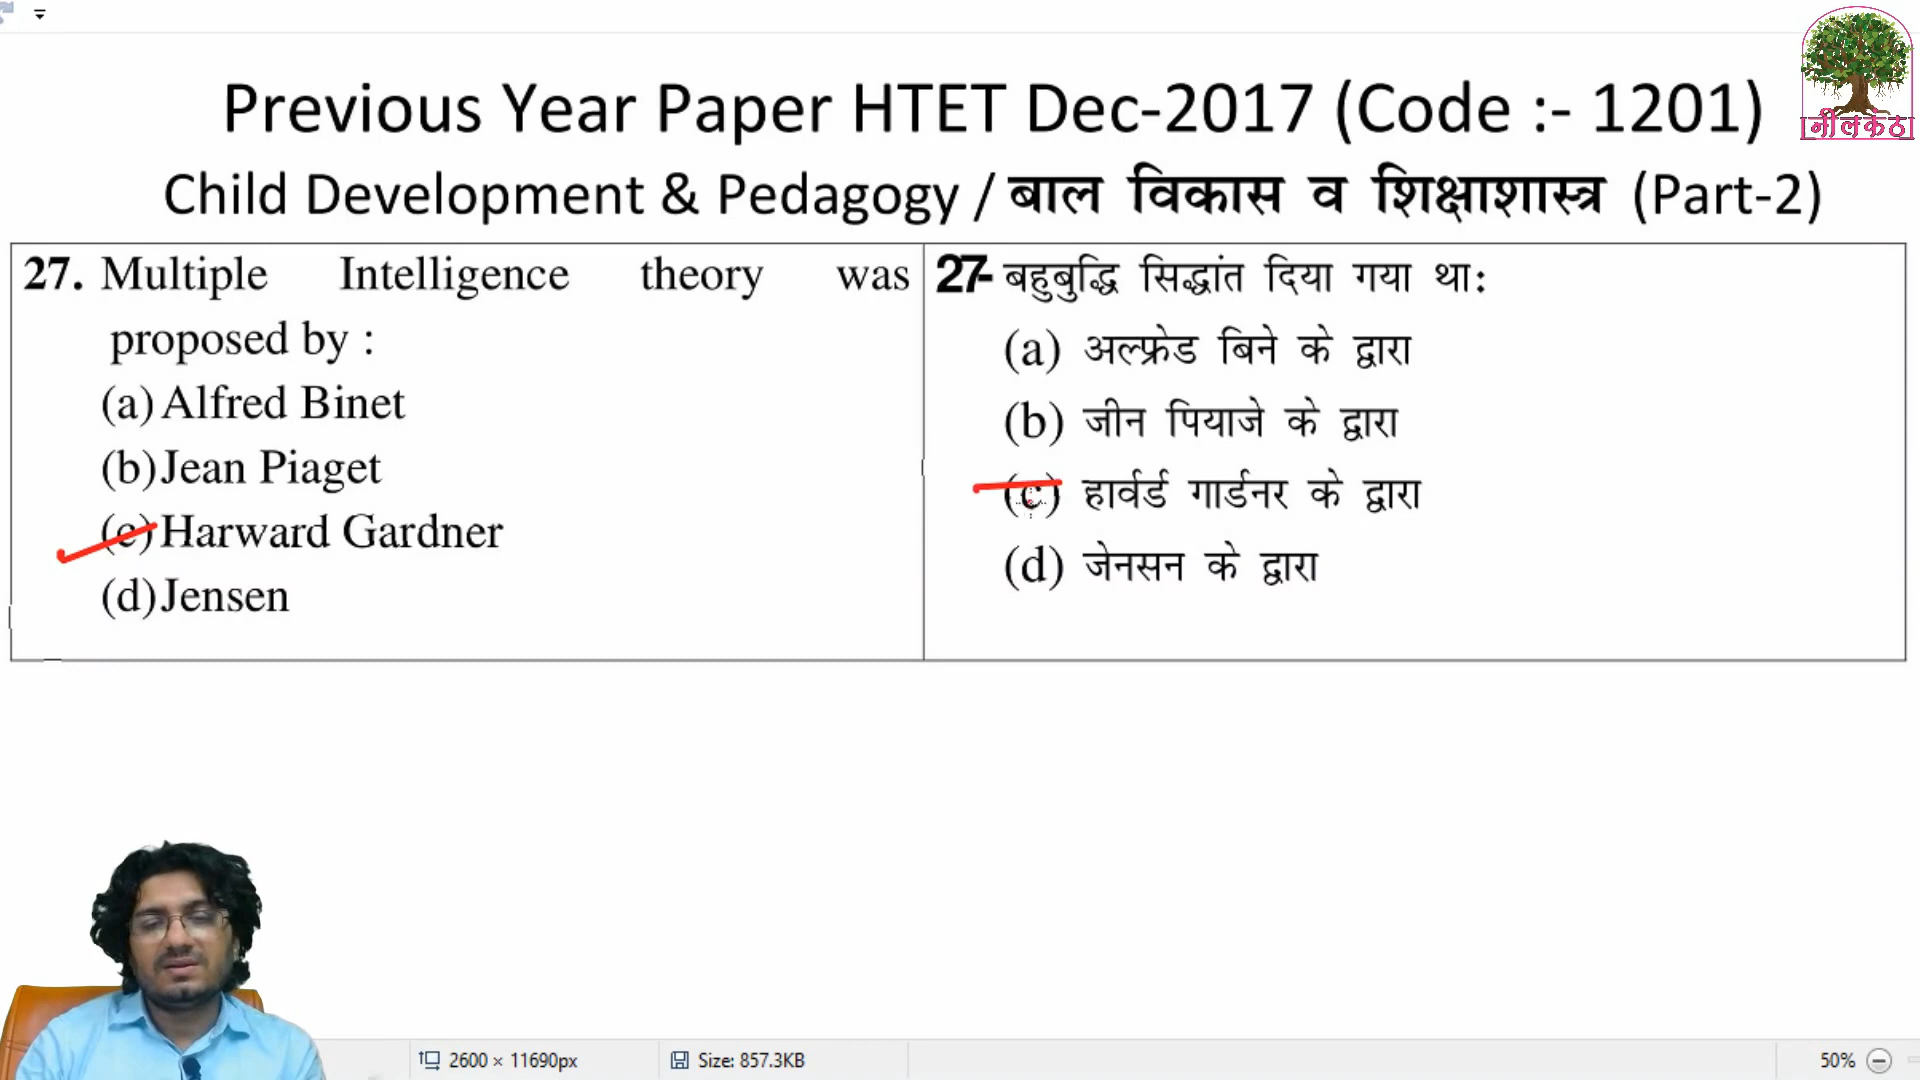 Previous Year Paper HTET Dec-2017 (Code :- 1201)
नीलकंठ
Child Development & Pedagogy / बाल विकास व शिक्षाशास्त्र (Part-2)
27. Multiple Intelligence theory was
proposed by :
(a) Alfred Binet
(b) Jean Piaget
(c) Harward Gardner
(d) Jensen
27- बहुबुद्धि सिद्धांत दिया गया था:
(a) अल्फ्रेड बिने के द्वारा
(b) जीन पियाजे के द्वारा
(c) हार्वर्ड गार्डनर के द्वारा
(d) जेनसन के द्वारा
2600 × 11690px
Size: 857.3KB
50%